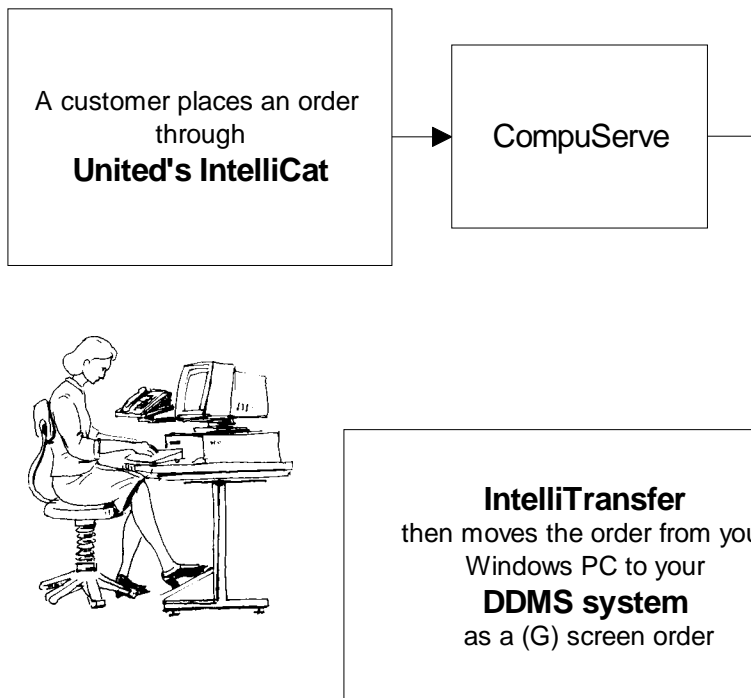 A customer places an order
through
United's IntelliCat
CompuServe
IntelliTransfer
then moves the order from you
Windows PC to your
DDMS system
as a (G) screen order